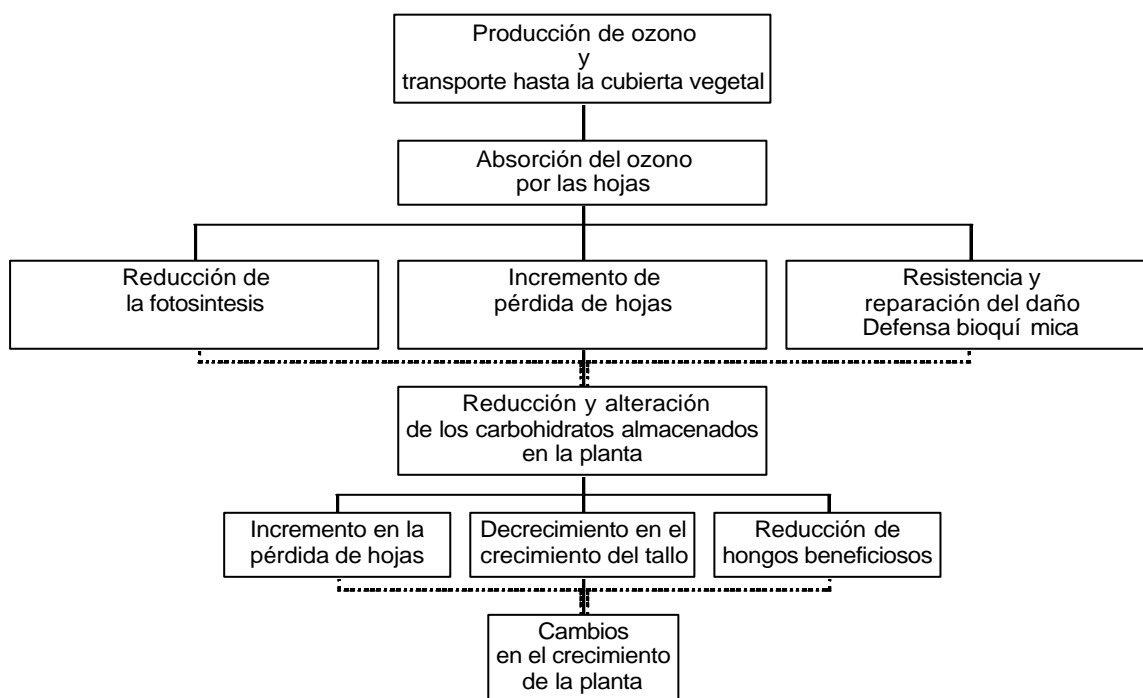 Producción de ozono
y
transporte hasta la cubierta vegetal
Absorción del ozono
por las hojas
Reducción de
la fotosintesis
Incremento de
pérdida de hojas
Resistencia y
reparación del daño
Defensa bioquí mica
Reducción y alteración
de los carbohidratos almacenados
en la planta
Incremento en la
pérdida de hojas
Decrecimiento en el
crecimiento del tallo
Reducción de
hongos beneficiosos
Cambios
en el crecimiento
de la planta